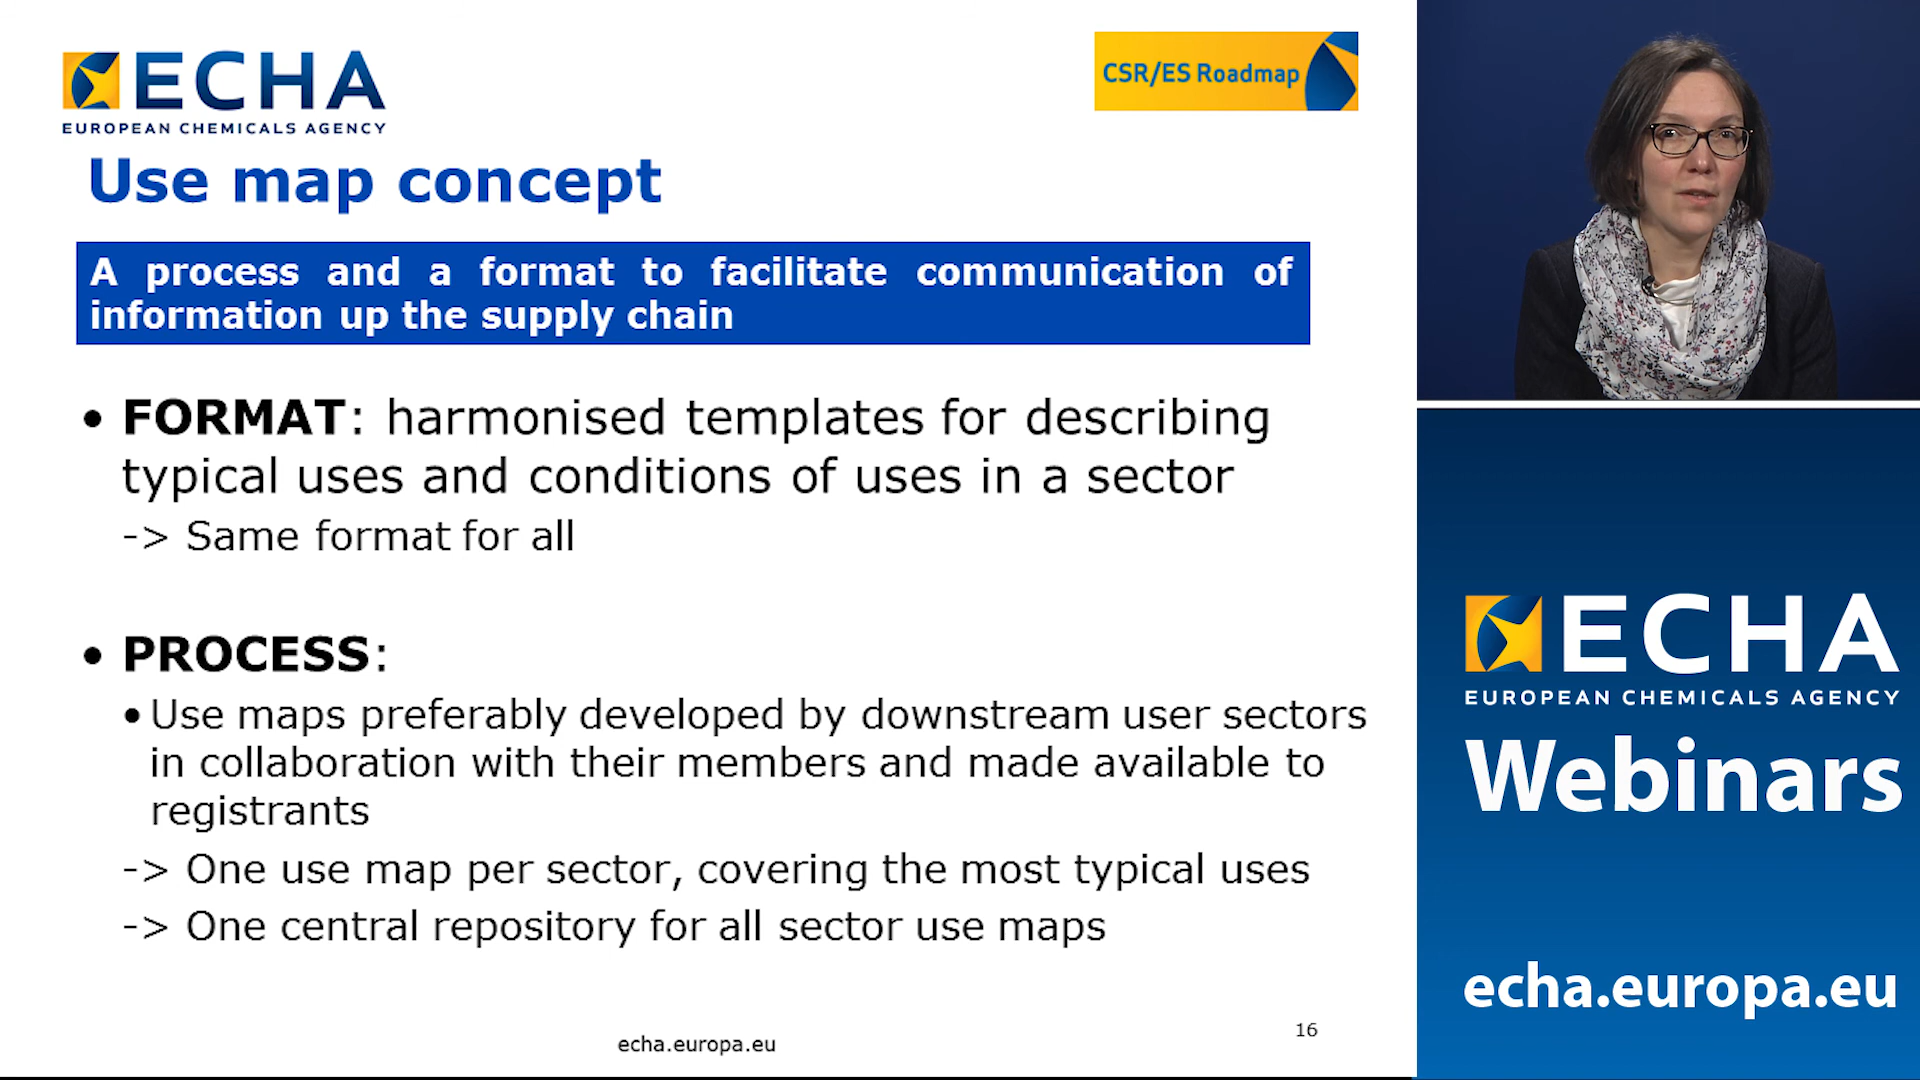 ECHA
EUROPEAN CHEMICALS AGENCY
CSR/ES Roadmap
Use map concept
A process and a format to facilitate communication of
information up the supply chain
• FORMAT: harmonised templates for describing
typical uses and conditions of uses in a sector
-> Same format for all
• PROCESS:
• Use maps preferably developed by downstream user sectors
in collaboration with their members and made available to
registrants
-> One use map per sector, covering the most typical uses
-> One central repository for all sector use maps
echa.europa.eu
16
ECHA
EUROPEAN CHEMICALS AGENCY
Webinars
echa.europa.eu